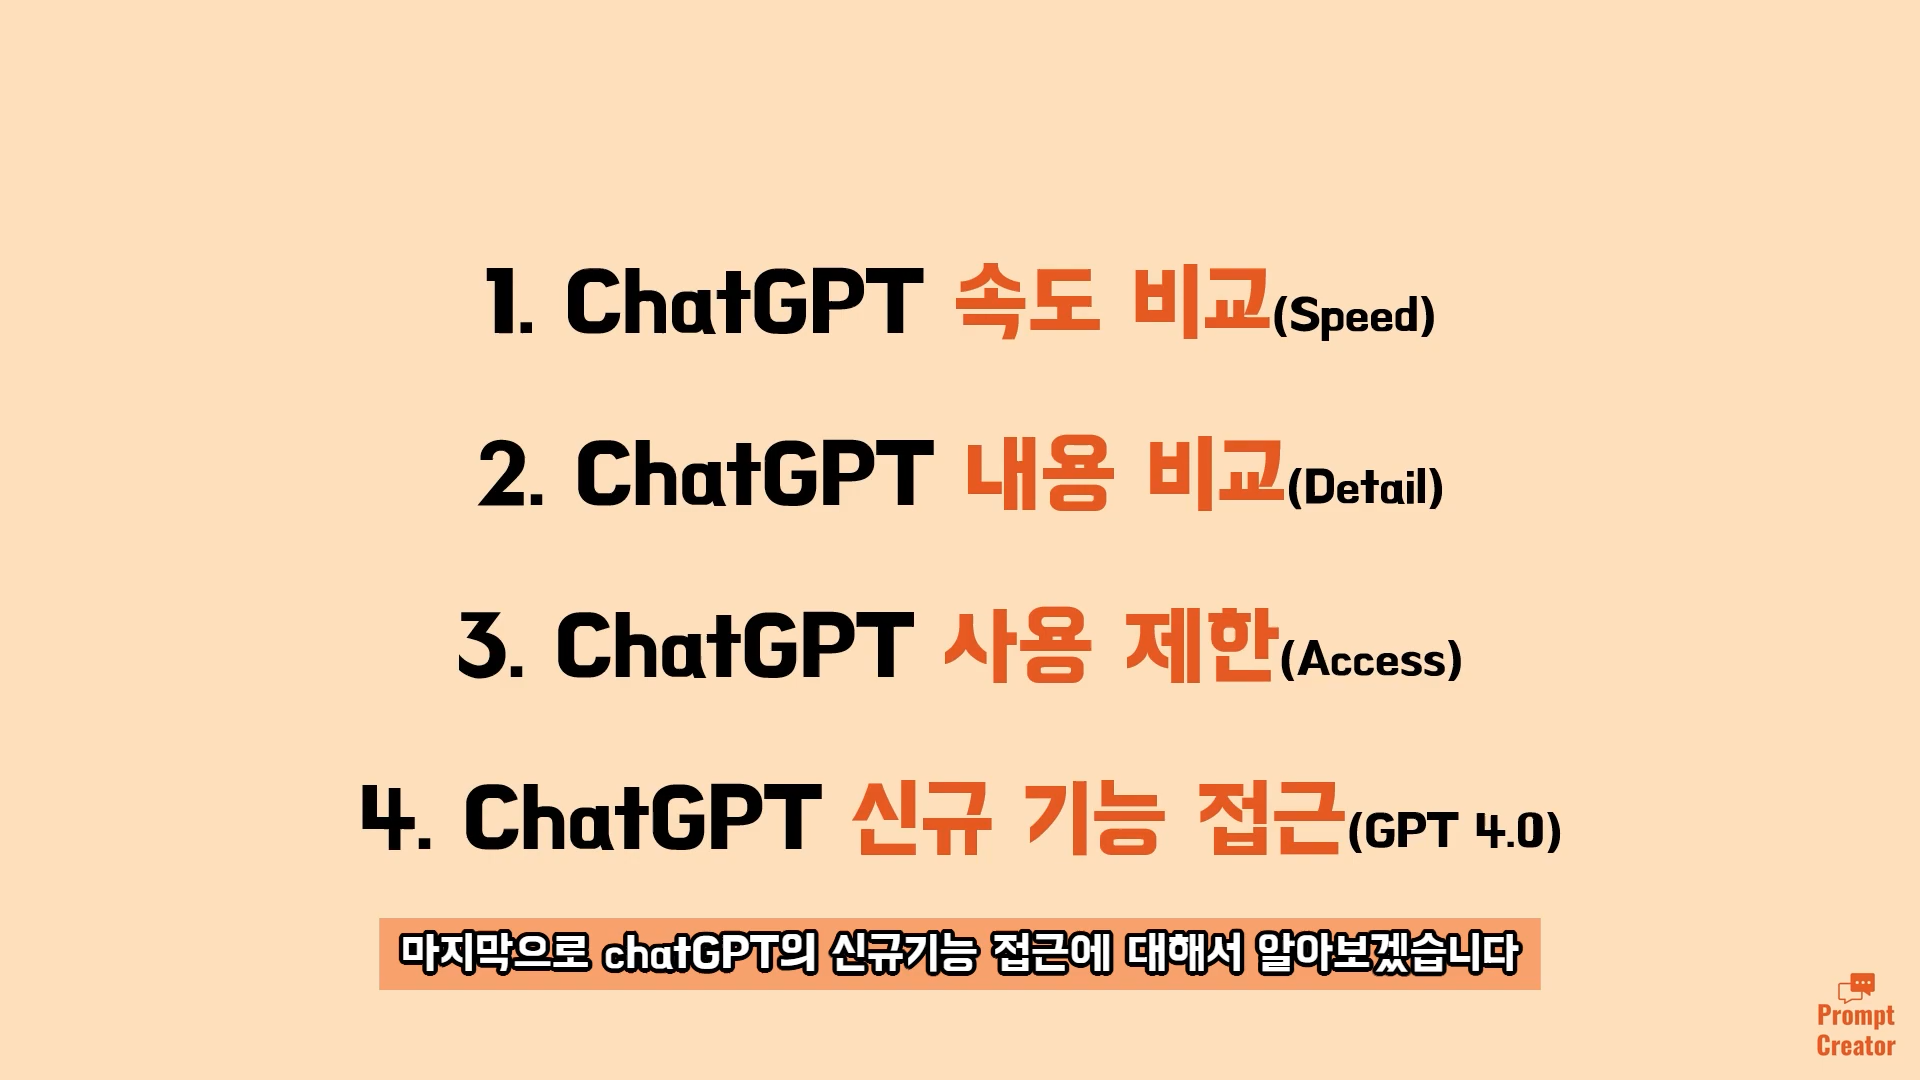 1. ChatGPT 속도 비교(Speed)
2. ChatGPT 내용 비교(Detail)
3. ChatGPT 사용 제한(Access)
4. ChatGPT 신규 기능 접근(GPT 4.0)
마지막으로 chatGPT의 신규기능 접근에 대해서 알아보겠습니다
Prompt
Creator